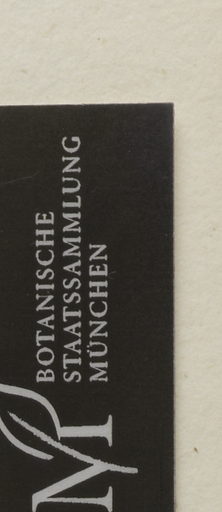 BOTANISCHE
STAATSSAMMLUNG
MÜNCHEN
M